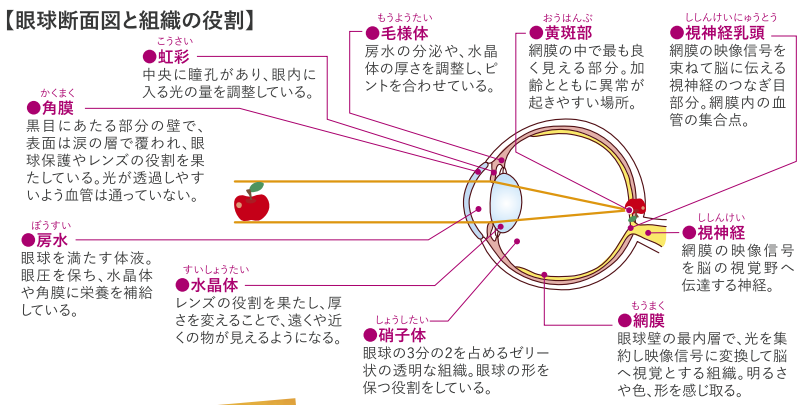 【眼球断面図と組織の役割】
こうさい
●虹彩
中央に瞳孔があり、眼内に
入る光の量を調整している。
もうようたい
●毛様体
房水の分泌や、水晶
体の厚さを調整し、ピ
ントを合わせている。
おうはんぶ
●黄斑部
網膜の中で最も良
く見える部分。加
齢とともに異常が
起きやすい場所。
ししんけいにゅうとう
●視神経乳頭
網膜の映像信号を
束ねて脳に伝える
視神経のつなぎ目
部分。網膜内の血
管の集合点。
かくまく
●角膜
黒目にあたる部分の壁で、
表面は涙の層で覆われ、眼
球保護やレンズの役割を果
たしている。光が透過しやす
いよう血管は通っていない。
ぼうすい
●房水
眼球を満たす体液。
眼圧を保ち、水晶体
や角膜に栄養を補給
している。
すいしょうたい
●水晶体
レンズの役割を果たし、厚
さを変えることで、遠くや近
くの物が見えるようになる。
しょうしたい
●硝子体
眼球の3分の2を占めるゼリー
状の透明な組織。眼球の形を
保つ役割をしている。
ししんけい
●視神経
網膜の映像信号
を脳の視覚野へ
伝達する神経。
もうまく
●網膜
眼球壁の最内層で、光を集
約し映像信号に変換して脳
へ視覚とする組織。明るさ
や色、形を感じ取る。